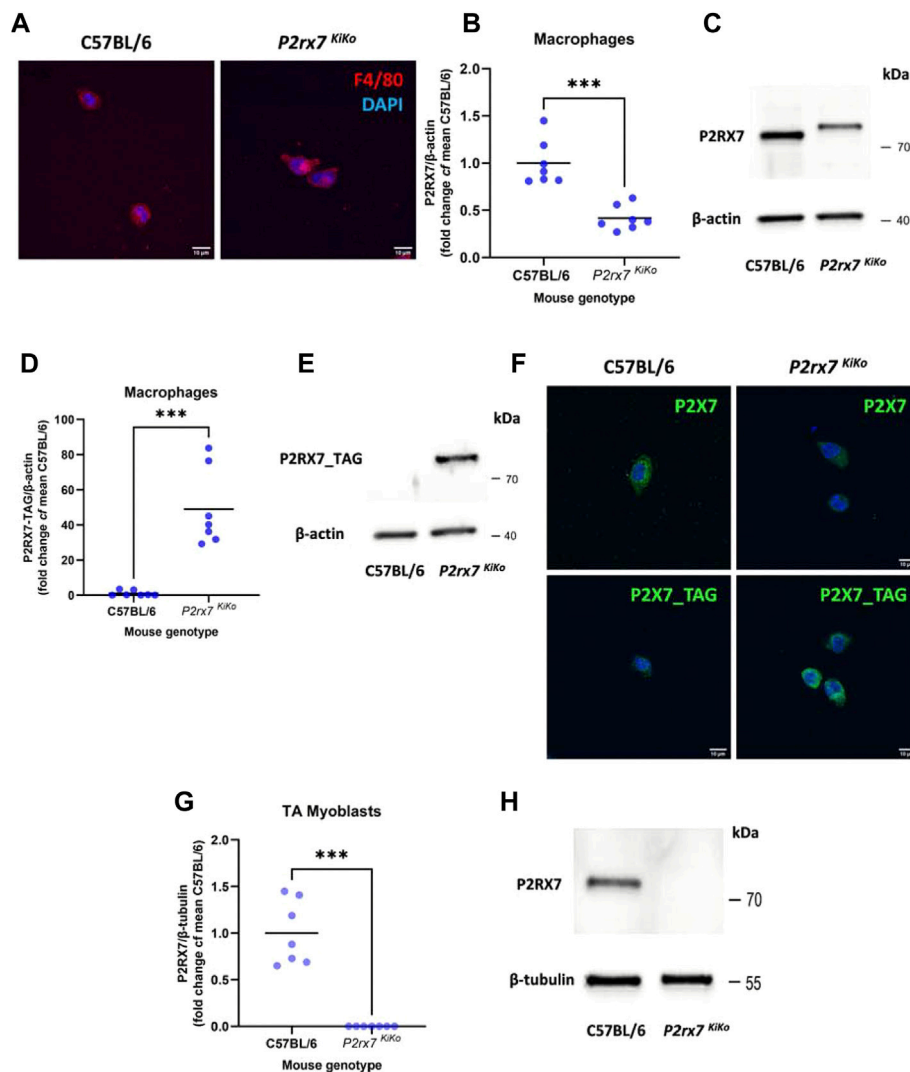 A
C57BL/6
P2rx7 KiKo
F4/80
DAPI
10 µm
10 µm
B
Macrophages
P2RX7/β-actin
(fold change cf mean C57BL/6)
2.0
1.5
1.0
0.5
0.0
***
C57BL/6
P2rx7 KiKo
Mouse genotype
C
kDa
P2RX7
– 70
β-actin
– 40
C57BL/6
P2rx7 KiKo
D
Macrophages
P2RX7-TAG/β-actin
(fold change cf mean C57BL/6)
100
80
60
40
20
0
***
C57BL/6
P2rx7 KiKo
Mouse genotype
E
kDa
P2RX7_TAG
– 70
β-actin
– 40
C57BL/6
P2rx7 KiKo
F
C57BL/6
P2rx7 KiKo
P2X7
P2X7
10 µ
P2X7_TAG
P2X7_TAG
10 µm
10 µ
G
TA Myoblasts
P2RX7/β-tubulin
(fold change cf mean C57BL/6)
2.0
1.5
1.0
0.5
0.0
***
C57BL/6
P2rx7 KiKo
Mouse genotype
H
kDa
P2RX7
– 70
β-tubulin
– 55
C57BL/6
P2rx7 KiKo